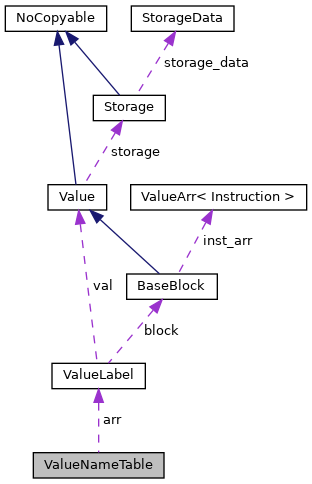 NoCopyable
StorageData
storage_data
Storage
storage
Value
ValueArr< Instruction >
inst_arr
val
BaseBlock
block
ValueLabel
arr
ValueNameTable